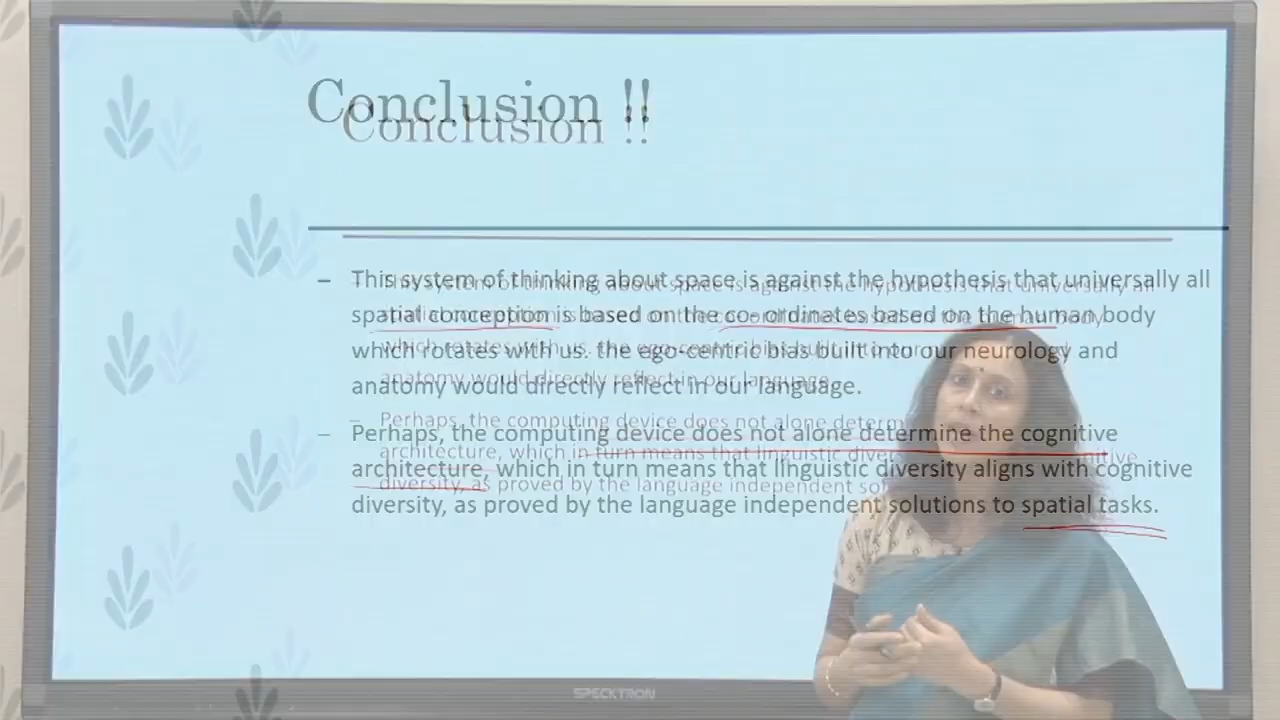 Conclusion !!
– This system of thinking about space is against the hypothesis that universally all
spatial conception is based on the co- ordinates based on the human body
which rotates with us. the ego-centric bias built into our neurology and
anatomy would directly reflect in our language.
– Perhaps, the computing device does not alone determine the cognitive
architecture, which in turn means that linguistic diversity aligns with cognitive
diversity, as proved by the language independent solutions to spatial tasks.
SPECKTRON